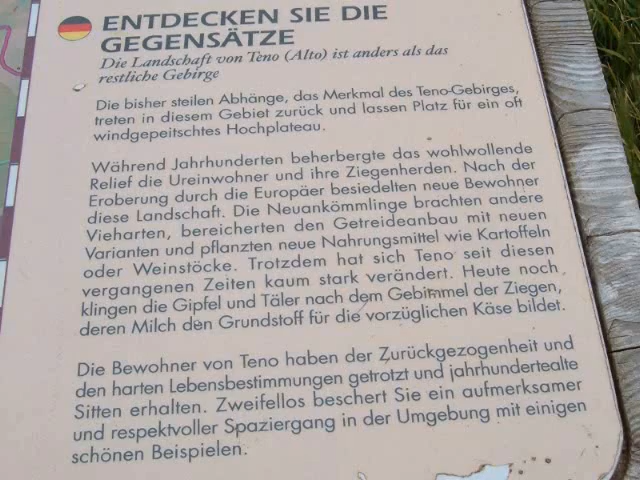 ENTDECKEN SIE DIE
GEGENSÄTZE
Die Landschaft von Teno (Alto) ist anders als das
restliche Gebirge
Die bisher steilen Abhänge, das Merkmal des Teno-Gebirges,
treten in diesem Gebiet zurück und lassen Platz für ein oft
windgepeitschtes Hochplateau.
Während Jahrhunderten beherbergte das wohlwollende
Relief die Ureinwohner und ihre Ziegenherden. Nach der
Eroberung durch die Europäer besiedelten neue Bewohner
diese Landschaft. Die Neuankömmlinge brachten andere
Vieharten, bereicherten den Getreideanbau mit neuen
Varianten und pflanzten neue Nahrungsmittel wie Kartoffeln
oder Weinstöcke. Trotzdem hat sich Teno seit diesen
vergangenen Zeiten kaum stark verändert. Heute noch
klingen die Gipfel und Täler nach dem Gebimmel der Ziegen,
deren Milch den Grundstoff für die vorzüglichen Käse bildet.
Die Bewohner von Teno haben der Zurückgezogenheit und
den harten Lebensbestimmungen getrotzt und jahrhundertealte
Sitten erhalten. Zweifellos beschert Sie ein aufmerksamer
und respektvoller Spaziergang in der Umgebung mit einigen
schönen Beispielen.